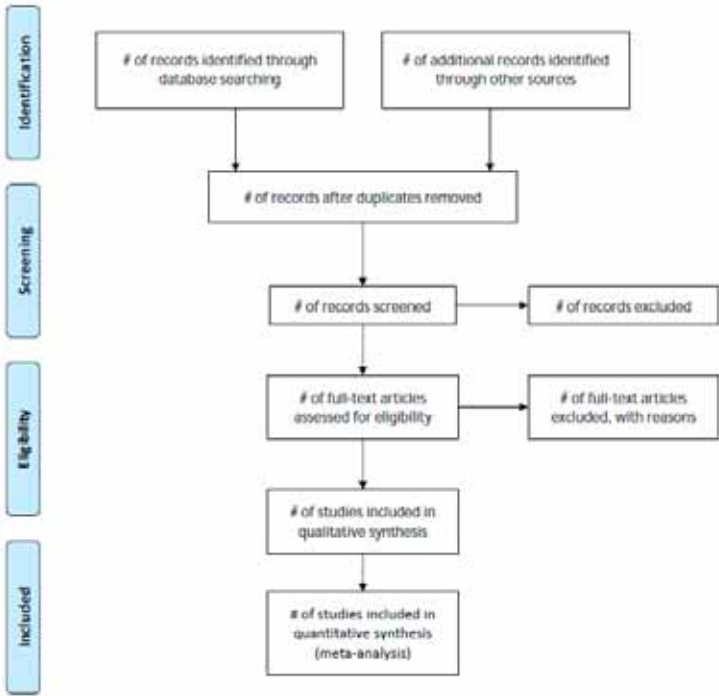 Identification
# of records identified through
database searching
# of additional records identified
through other sources
# of records after duplicates removed
Screening
# of records screened
# of records excluded
Eligibility
# of full-text articles
assessed for eligibility
# of full-text articles
excluded, with reasons
# of studies included in
qualitative synthesis
Included
# of studies included in
quantitative synthesis
(meta-analysis)